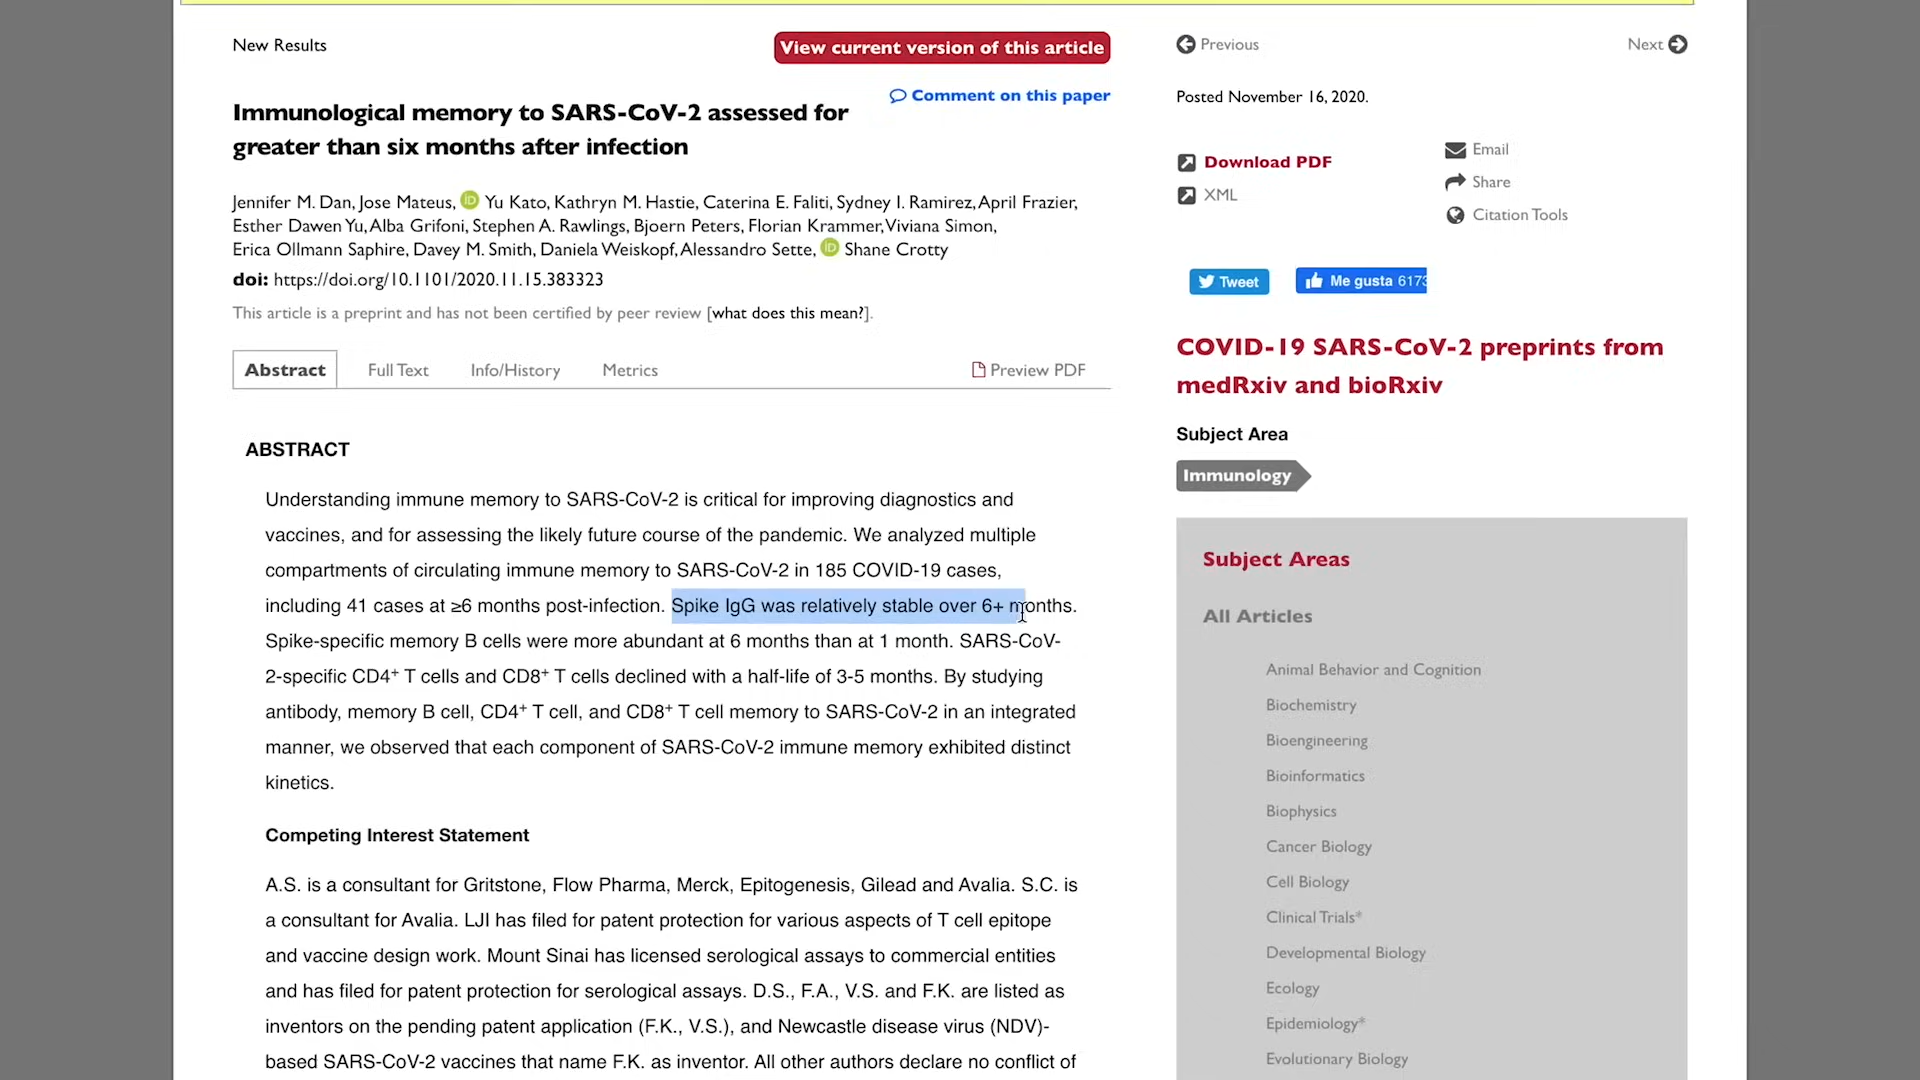 New Results
View current version of this article
Comment on this paper
Immunological memory to SARS-CoV-2 assessed for
greater than six months after infection
Jennifer M. Dan, Jose Mateus, iD Yu Kato, Kathryn M. Hastie, Caterina E. Faliti, Sydney I. Ramirez, April Frazier,
Esther Dawen Yu, Alba Grifoni, Stephen A. Rawlings, Bjoern Peters, Florian Krammer, Viviana Simon,
Erica Ollmann Saphire, Davey M. Smith, Daniela Weiskopf, Alessandro Sette, iD Shane Crotty
doi: https://doi.org/10.1101/2020.11.15.383323
This article is a preprint and has not been certified by peer review [what does this mean?].
Abstract Full Text Info/History Metrics Preview PDF
ABSTRACT
Understanding immune memory to SARS-CoV-2 is critical for improving diagnostics and
vaccines, and for assessing the likely future course of the pandemic. We analyzed multiple
compartments of circulating immune memory to SARS-CoV-2 in 185 COVID-19 cases,
including 41 cases at ≥6 months post-infection. Spike IgG was relatively stable over 6+ months.
Spike-specific memory B cells were more abundant at 6 months than at 1 month. SARS-CoV-
2-specific CD4⁺ T cells and CD8⁺ T cells declined with a half-life of 3-5 months. By studying
antibody, memory B cell, CD4⁺ T cell, and CD8⁺ T cell memory to SARS-CoV-2 in an integrated
manner, we observed that each component of SARS-CoV-2 immune memory exhibited distinct
kinetics.
Competing Interest Statement
A.S. is a consultant for Gritstone, Flow Pharma, Merck, Epitogenesis, Gilead and Avalia. S.C. is
a consultant for Avalia. LJI has filed for patent protection for various aspects of T cell epitope
and vaccine design work. Mount Sinai has licensed serological assays to commercial entities
and has filed for patent protection for serological assays. D.S., F.A., V.S. and F.K. are listed as
inventors on the pending patent application (F.K., V.S.), and Newcastle disease virus (NDV)-
based SARS-CoV-2 vaccines that name F.K. as inventor. All other authors declare no conflict of
Previous Next
Posted November 16, 2020.
Download PDF
XML
Email
Share
Citation Tools
Tweet
Me gusta 6173
COVID-19 SARS-CoV-2 preprints from
medRxiv and bioRxiv
Subject Area
Immunology
Subject Areas
All Articles
Animal Behavior and Cognition
Biochemistry
Bioengineering
Bioinformatics
Biophysics
Cancer Biology
Cell Biology
Clinical Trials*
Developmental Biology
Ecology
Epidemiology*
Evolutionary Biology